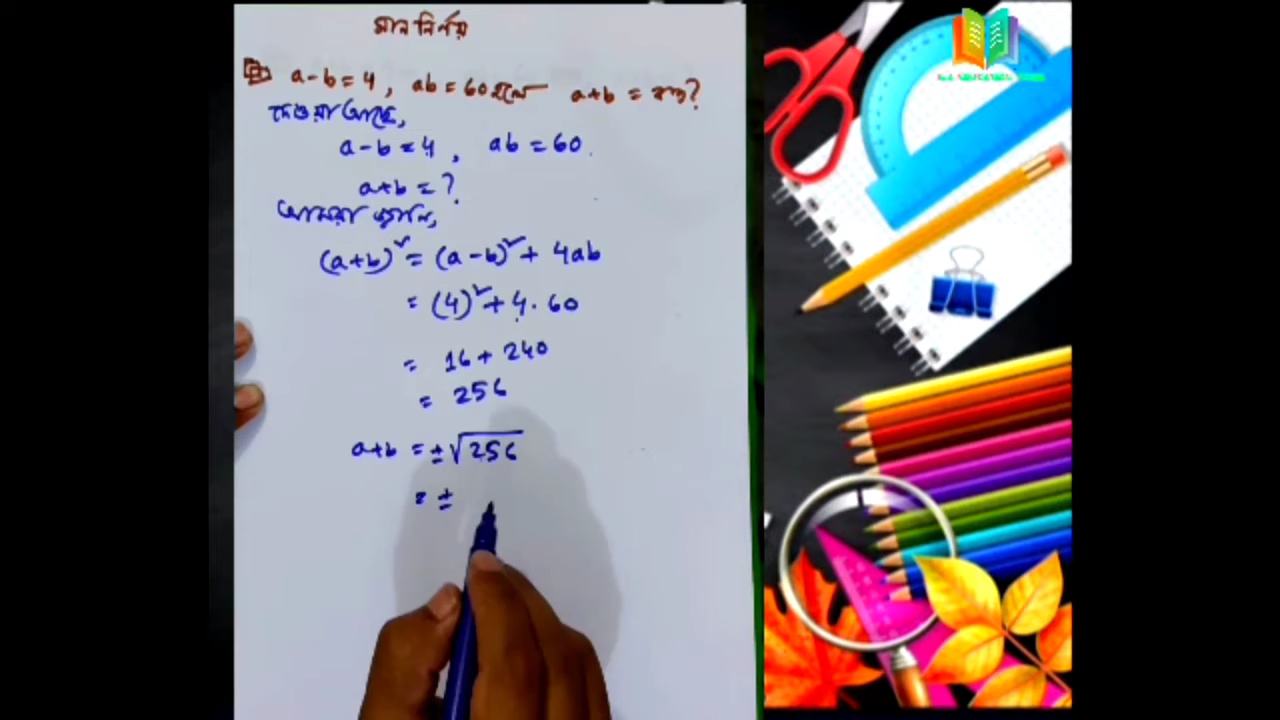 মান নির্ণয়
a-b = 4, ab = 60 হলে a+b = কত?
দেওয়া আছে,
a-b = 4, ab = 60.
a+b = ?
আমরা জানি,
(a+b)² = (a-b)² + 4ab
= (4)² + 4. 60
= 16 + 240
= 256
a+b = ±√256
= ±